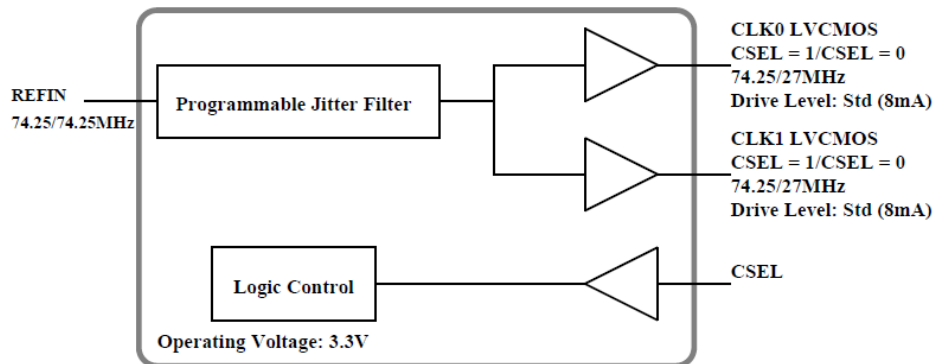 CLK0 LVCMOS
CSEL = 1/CSEL = 0
74.25/27MHz
Drive Level: Std (8mA)
REFIN
74.25/74.25MHz
Programmable Jitter Filter
CLK1 LVCMOS
CSEL = 1/CSEL = 0
74.25/27MHz
Drive Level: Std (8mA)
Logic Control
CSEL
Operating Voltage: 3.3V